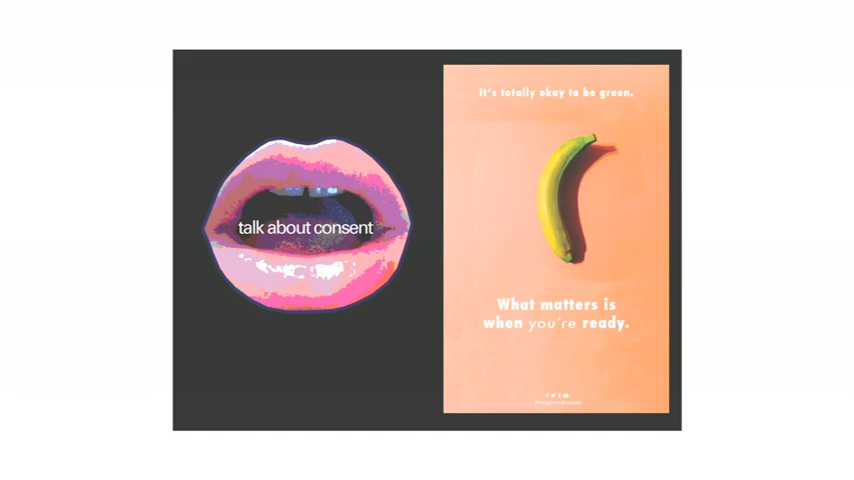 talk about consent
It's totally okay to be green.
What matters is
when you're ready.